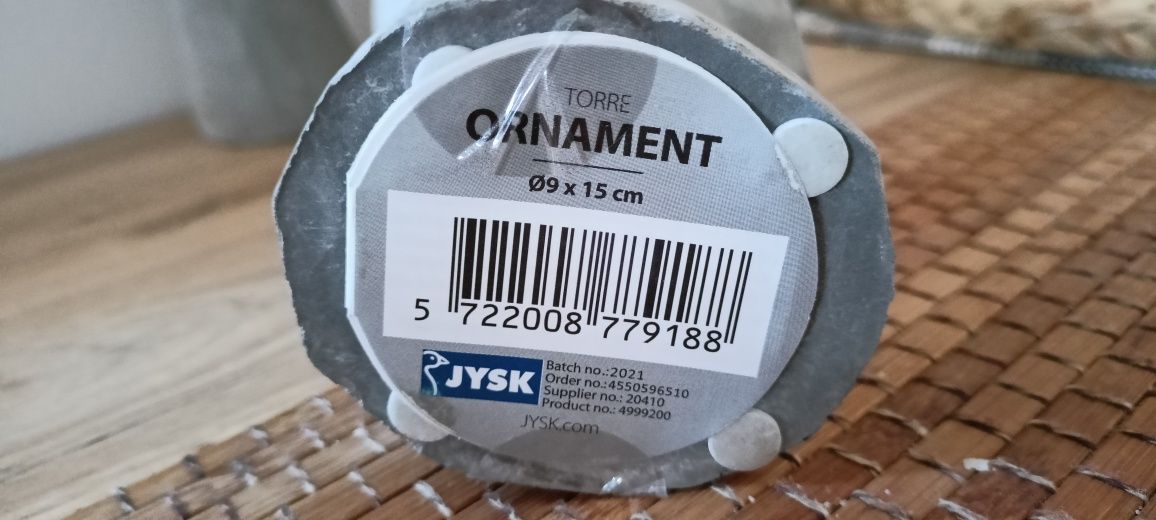 TORRE
ORNAMENT
Ø9 x 15 cm
5 722008 779188
JYSK
Batch no.:2021
Order no.:4550596510
Supplier no.: 20410
Product no.: 4999200
JYSK.com